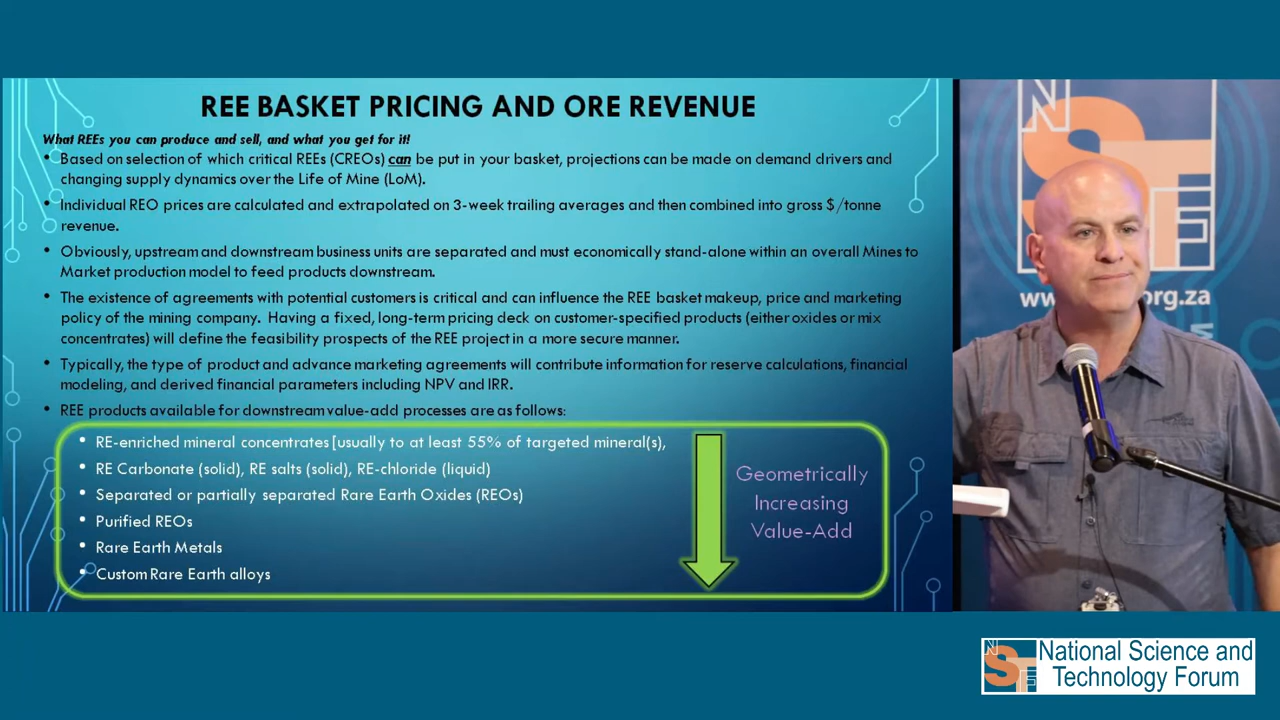 REE BASKET PRICING AND ORE REVENUE
What REEs you can produce and sell, and what you get for it!
• Based on selection of which critical REEs (CREOs) can be put in your basket, projections can be made on demand drivers and
changing supply dynamics over the Life of Mine (LoM).
• Individual REO prices are calculated and extrapolated on 3-week trailing averages and then combined into gross $/tonne
revenue.
• Obviously, upstream and downstream business units are separated and must economically stand-alone within an overall Mines to
Market production model to feed products downstream.
• The existence of agreements with potential customers is critical and can influence the REE basket makeup, price and marketing
policy of the mining company. Having a fixed, long-term pricing deck on customer-specified products (either oxides or mix
concentrates) will define the feasibility prospects of the REE project in a more secure manner.
• Typically, the type of product and advance marketing agreements will contribute information for reserve calculations, financial
modeling, and derived financial parameters including NPV and IRR.
• REE products available for downstream value-add processes are as follows:
• RE-enriched mineral concentrates [usually to at least 55% of targeted mineral(s),
• RE Carbonate (solid), RE salts (solid), RE-chloride (liquid)
• Separated or partially separated Rare Earth Oxides (REOs)
• Purified REOs
• Rare Earth Metals
• Custom Rare Earth alloys
Geometrically
Increasing
Value-Add
NSTF
org.za
NSTF
National Science and
Technology Forum